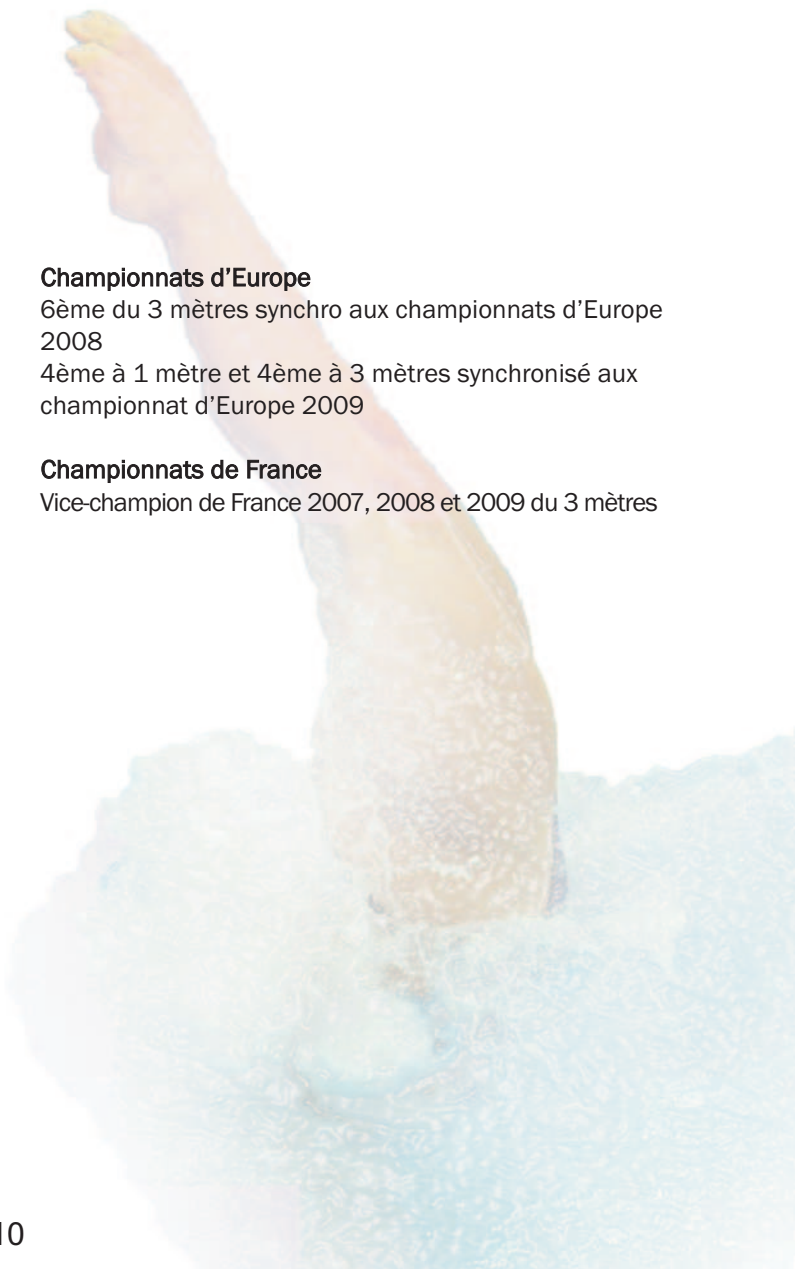 Championnats d’Europe
6ème du 3 mètres synchro aux championnats d’Europe
2008
4ème à 1 mètre et 4ème à 3 mètres synchronisé aux
championnat d’Europe 2009
Championnats de France
Vice-champion de France 2007, 2008 et 2009 du 3 mètres
10